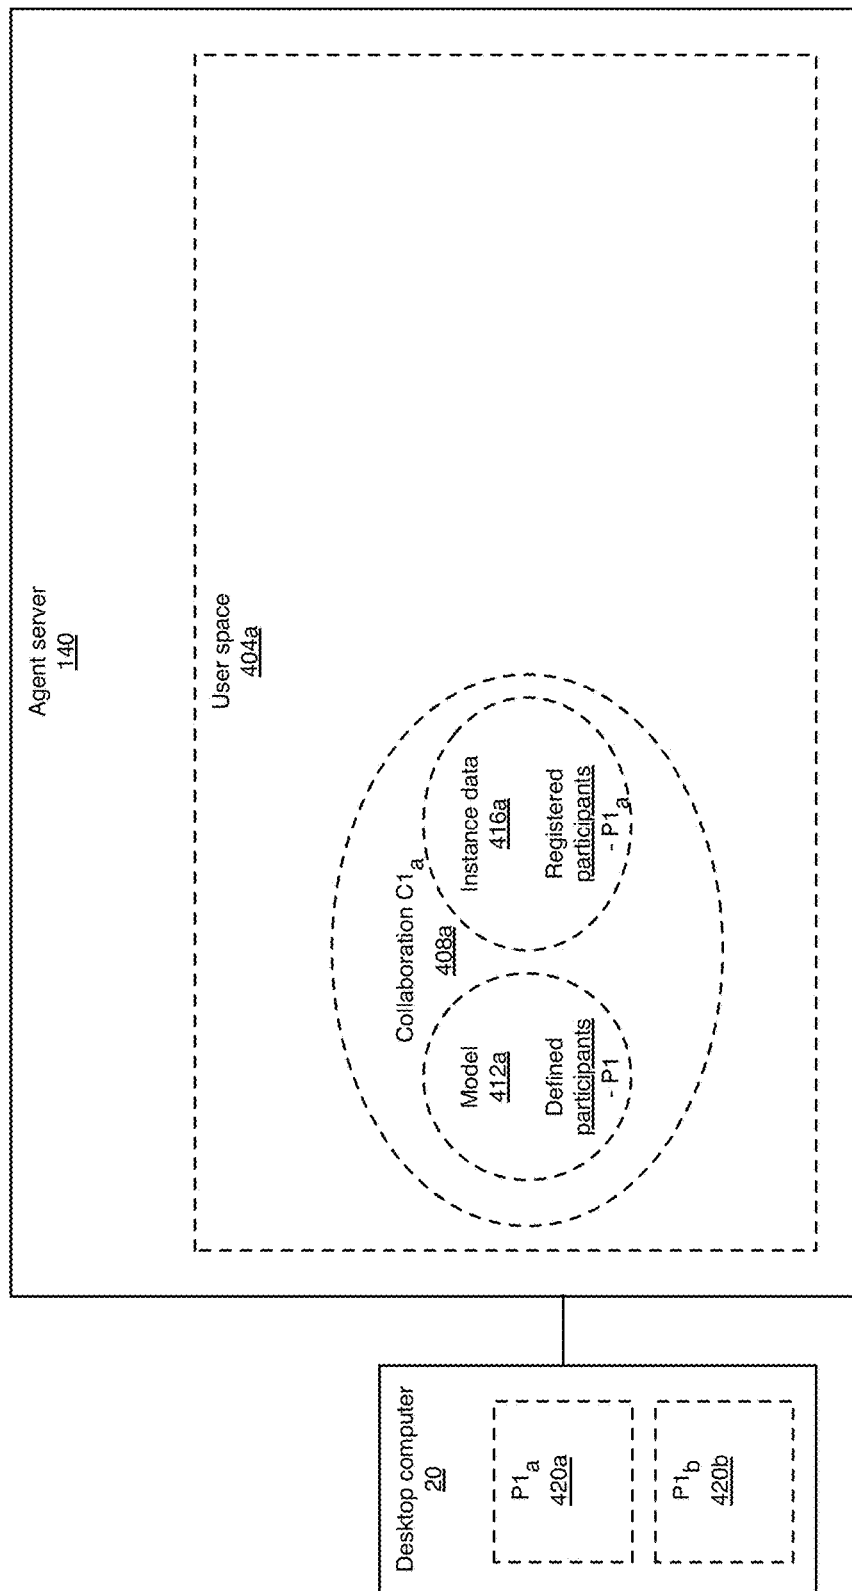 Agent server
140
User space
404a
Collaboration C1a
408a
Model
412a
Defined
participants
- P1
Instance data
416a
Registered
participants
- P1a
Desktop computer
20
P1a
420a
P1b
420b